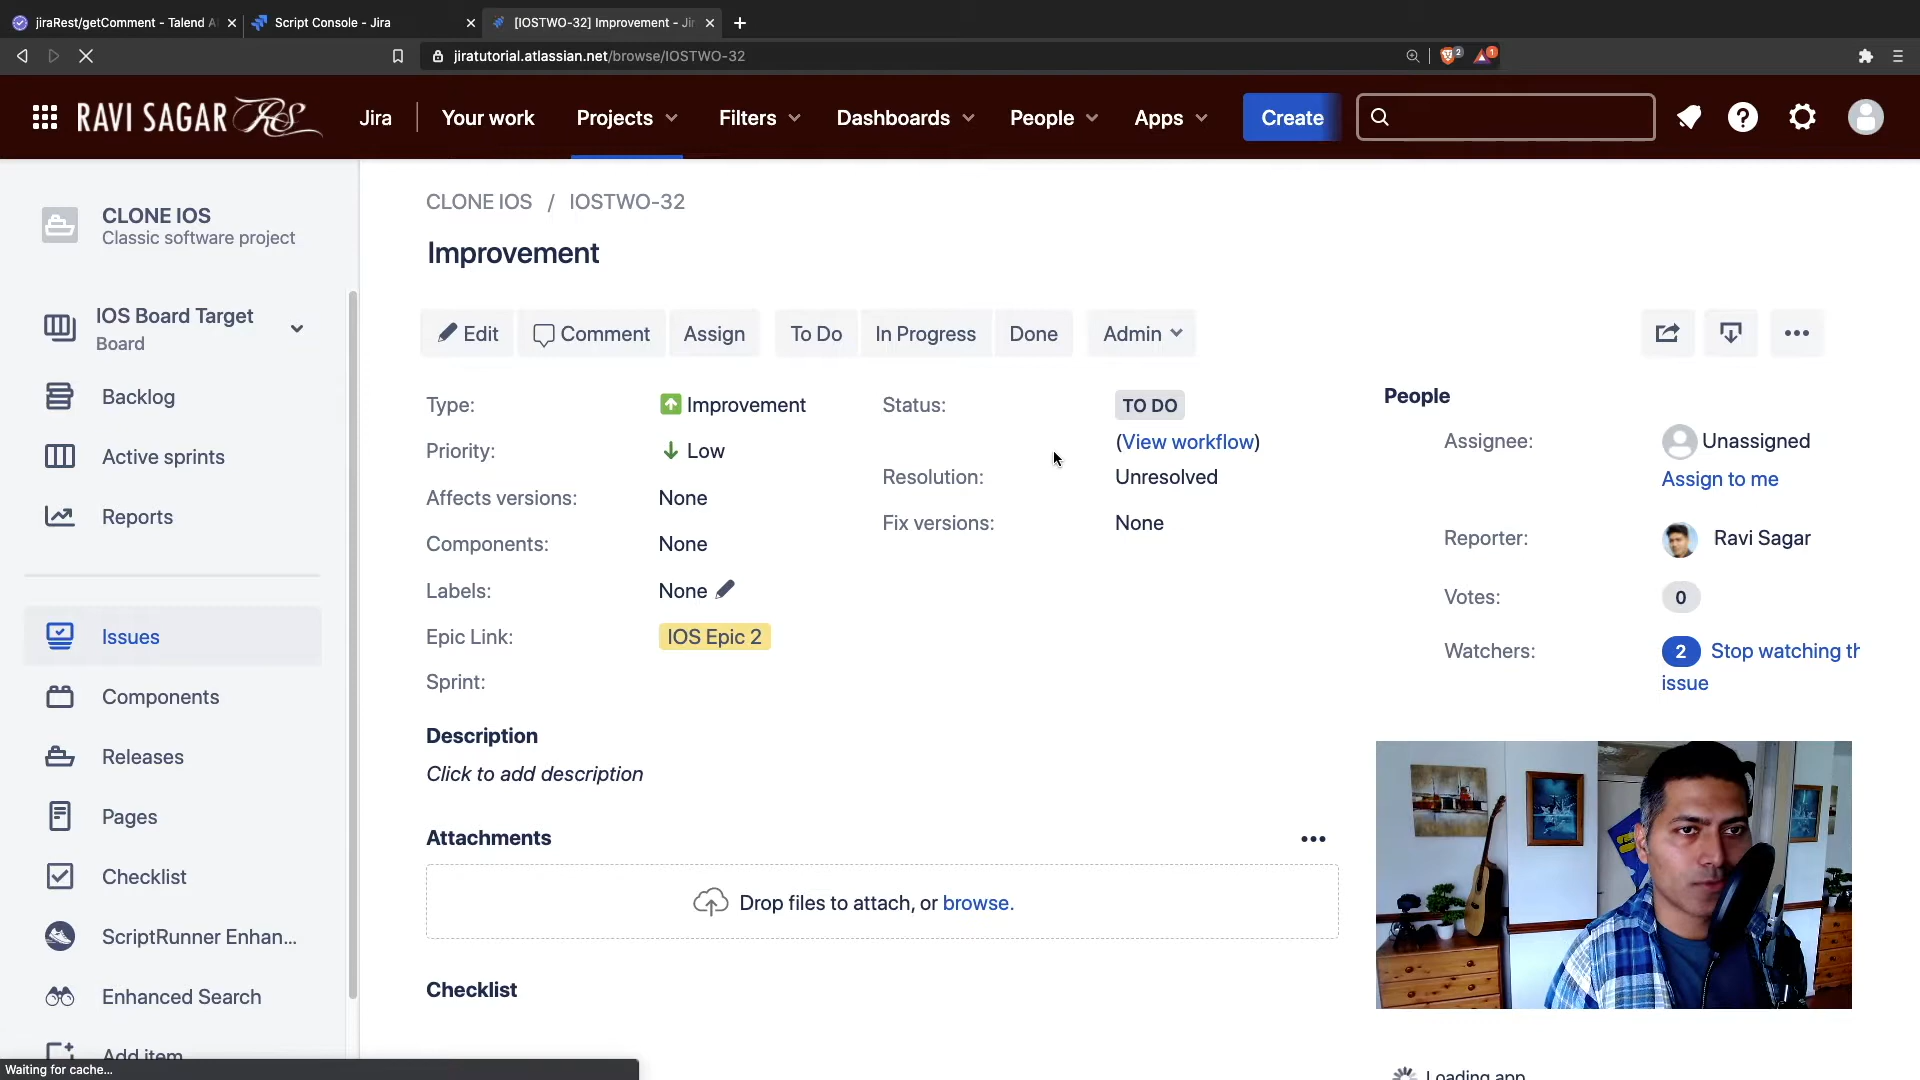 jiraRest/getComment - Talend A
Script Console - Jira
[IOSTWO-32] Improvement - Jir
jiratutorial.atlassian.net/browse/IOSTWO-32
2
1
RAVI SAGAR RS
Jira
Your work
Projects
Filters
Dashboards
People
Apps
Create
CLONE IOS
Classic software project
IOS Board Target
Board
Backlog
Active sprints
Reports
Issues
Components
Releases
Pages
Checklist
ScriptRunner Enhan...
Enhanced Search
Add item
Waiting for cache...
CLONE IOS / IOSTWO-32
Improvement
Edit
Comment
Assign
To Do
In Progress
Done
Admin
Type: Improvement
Priority: Low
Affects versions: None
Components: None
Labels: None
Epic Link: IOS Epic 2
Sprint:
Status: TO DO
(View workflow)
Resolution: Unresolved
Fix versions: None
Description
Click to add description
Attachments
Drop files to attach, or browse.
Checklist
People
Assignee: Unassigned
Assign to me
Reporter: Ravi Sagar
Votes: 0
Watchers: 2 Stop watching th
issue
Loading app